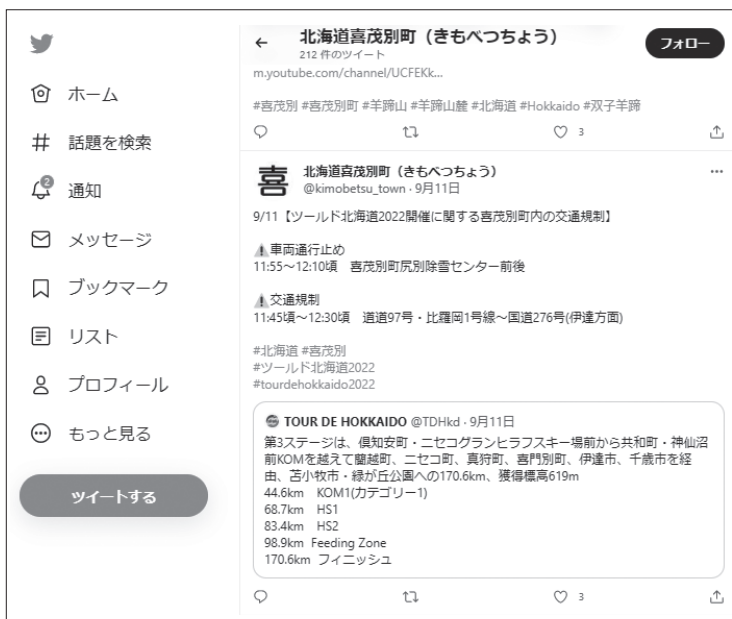 ホーム
話題を検索
2
通知
メッセージ
ブックマーク
リスト
プロフィール
もっと見る
ツイートする
北海道喜茂別町（きもべつちょう）
212 件のツイート
フォロー
m.youtube.com/channel/UCFEKk...
#喜茂別 #喜茂別町 #羊蹄山 #羊蹄山麓 #北海道 #Hokkaido #双子羊蹄
3
喜
北海道喜茂別町（きもべつちょう）
@kimobetsu_town · 9月11日
9/11【ツールド北海道2022開催に関する喜茂別町内の交通規制】
⚠車両通行止め
11:55～12:10頃　喜茂別町尻別除雪センター前後
⚠交通規制
11:45頃～12:30頃　道道97号・比羅岡1号線～国道276号(伊達方面)
#北海道 #喜茂別
#ツールド北海道2022
#tourdehokkaido2022
TOUR DE HOKKAIDO @TDHkd · 9月11日
第3ステージは、倶知安町・ニセコグランヒラフスキー場前から共和町・神仙沼
前KOMを越えて蘭越町、ニセコ町、真狩町、喜門別町、伊達市、千歳市を経
由、苫小牧市・緑が丘公園への170.6km、獲得標高619m
44.6km　KOM1(カテゴリー1)
68.7km　HS1
83.4km　HS2
98.9km Feeding Zone
170.6km フィニッシュ
3